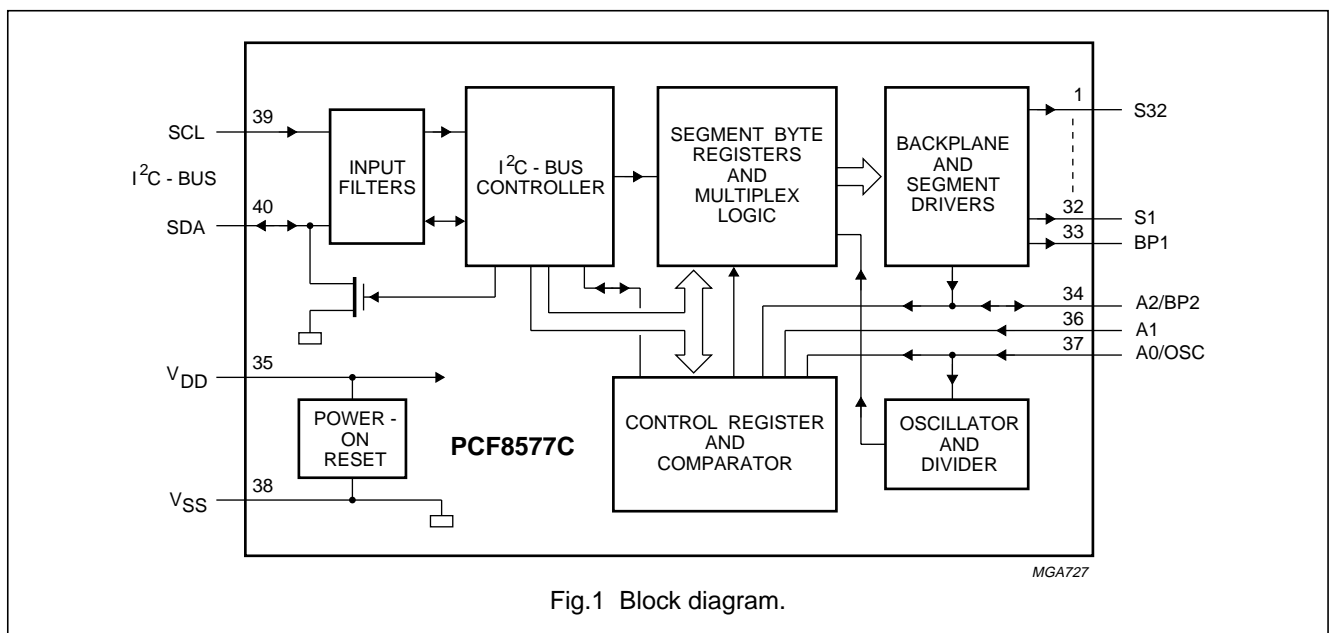 39
SCL
I2C - BUS
40
SDA
INPUT
FILTERS
I2C - BUS
CONTROLLER
SEGMENT BYTE
REGISTERS
AND
MULTIPLEX
LOGIC
BACKPLANE
AND
SEGMENT
DRIVERS
1
S32
32
S1
33
BP1
34
A2/BP2
36
A1
37
A0/OSC
35
VDD
POWER -
ON
RESET
38
VSS
PCF8577C
CONTROL REGISTER
AND
COMPARATOR
OSCILLATOR
AND
DIVIDER
MGA727
Fig.1 Block diagram.